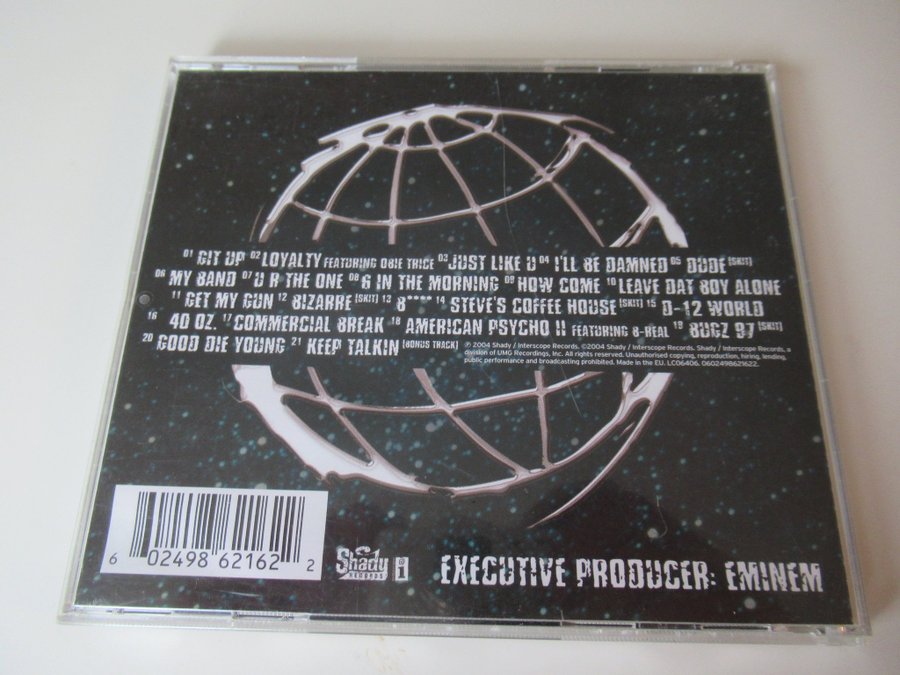 01 GIT UP 02 LOYALTY FEATURING OBIE TRICE 03 JUST LIKE U 04 I'LL BE DAMNED 05 DUDE [SKIT]
06 MY BAND 07 U R THE ONE 08 6 IN THE MORNING 09 HOW COME 10 LEAVE DAT BOY ALONE
11 GET MY GUN 12 BIZARRE [SKIT] 13 B**** 14 STEVE'S COFFEE HOUSE [SKIT] 15 D-12 WORLD
16 40 OZ. 17 COMMERCIAL BREAK 18 AMERICAN PSYCHO II FEATURING B-REAL 19 BUGZ 97 [SKIT]
20 GOOD DIE YOUNG 21 KEEP TALKIN [BONUS TRACK]
℗ 2004 Shady / Interscope Records. ©2004 Shady / Interscope Records. Shady / Interscope Records, a
division of UMG Recordings, Inc. All rights reserved. Unauthorised copying, reproduction, hiring, lending,
public performance and broadcasting prohibited. Made in the EU. LC06406. 0602498621622.
6 02498 62162 2
Shady
RECORDS
EXECUTIVE PRODUCER: EMINEM